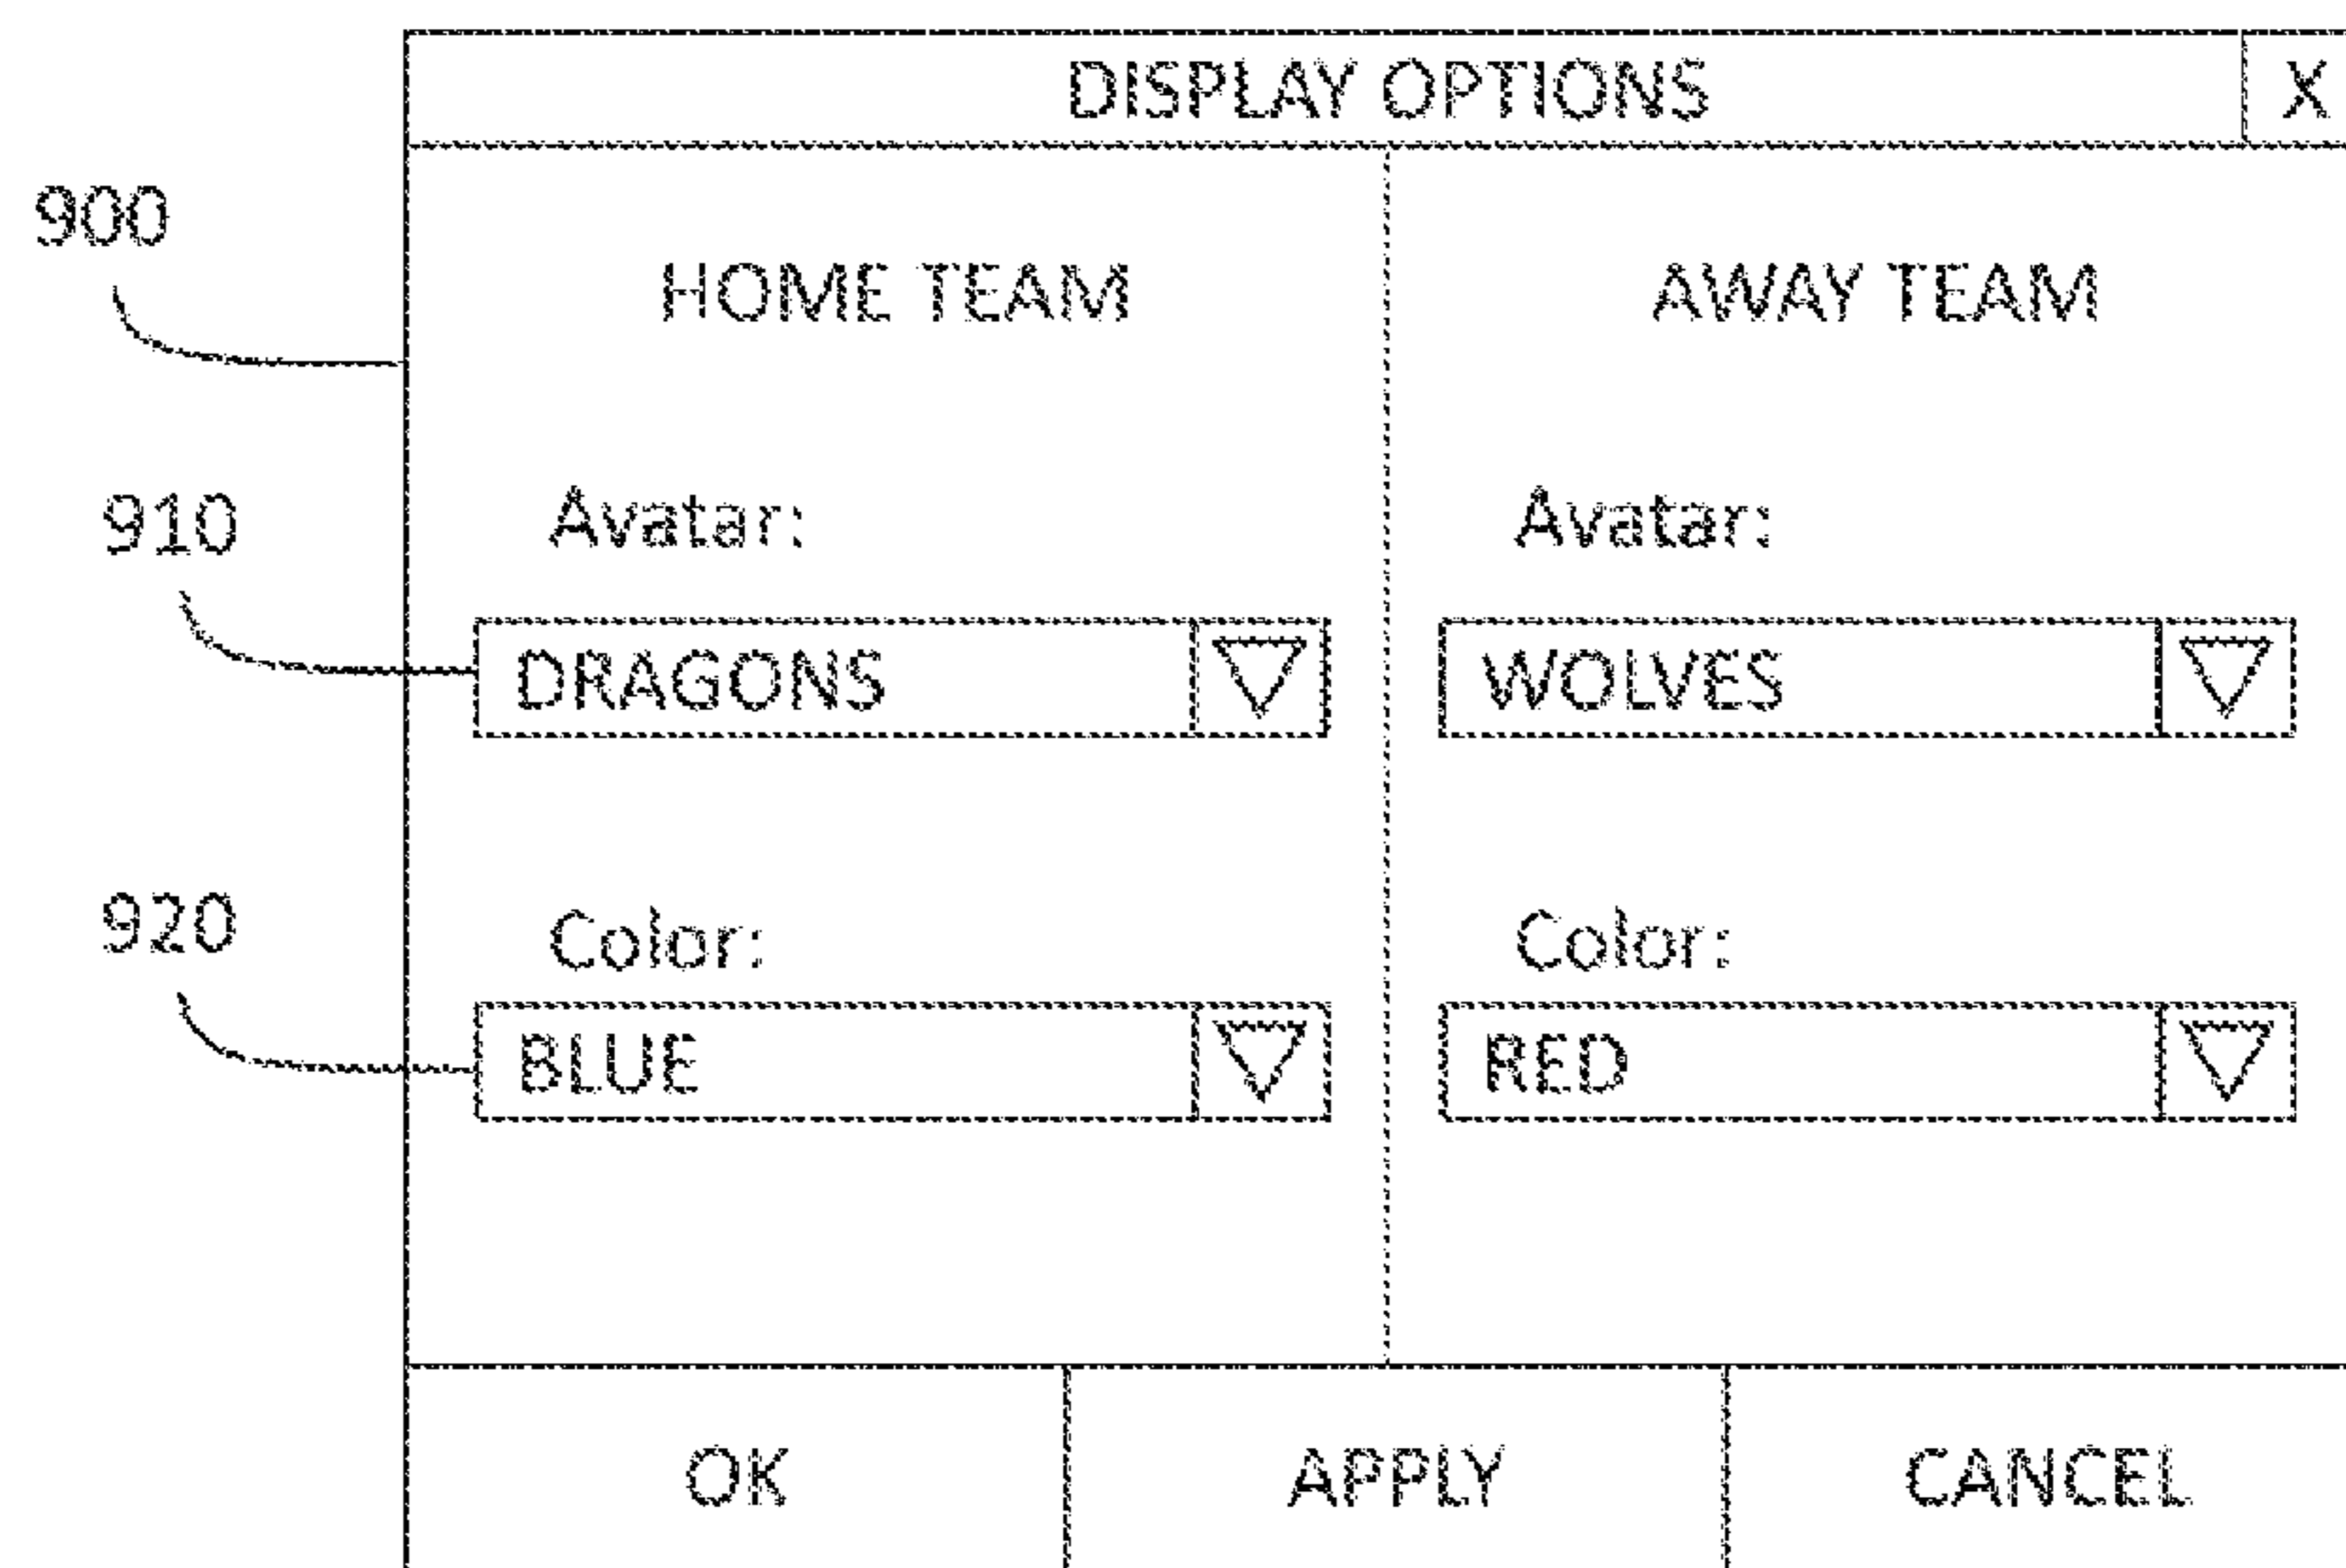 DISPLAY OPTIONS X
900
HOME TEAM AWAY TEAM
910
Avatar: Avatar:
DRAGONS WOLVES
920
Color: Color:
BLUE RED
OK APPLY CANCEL